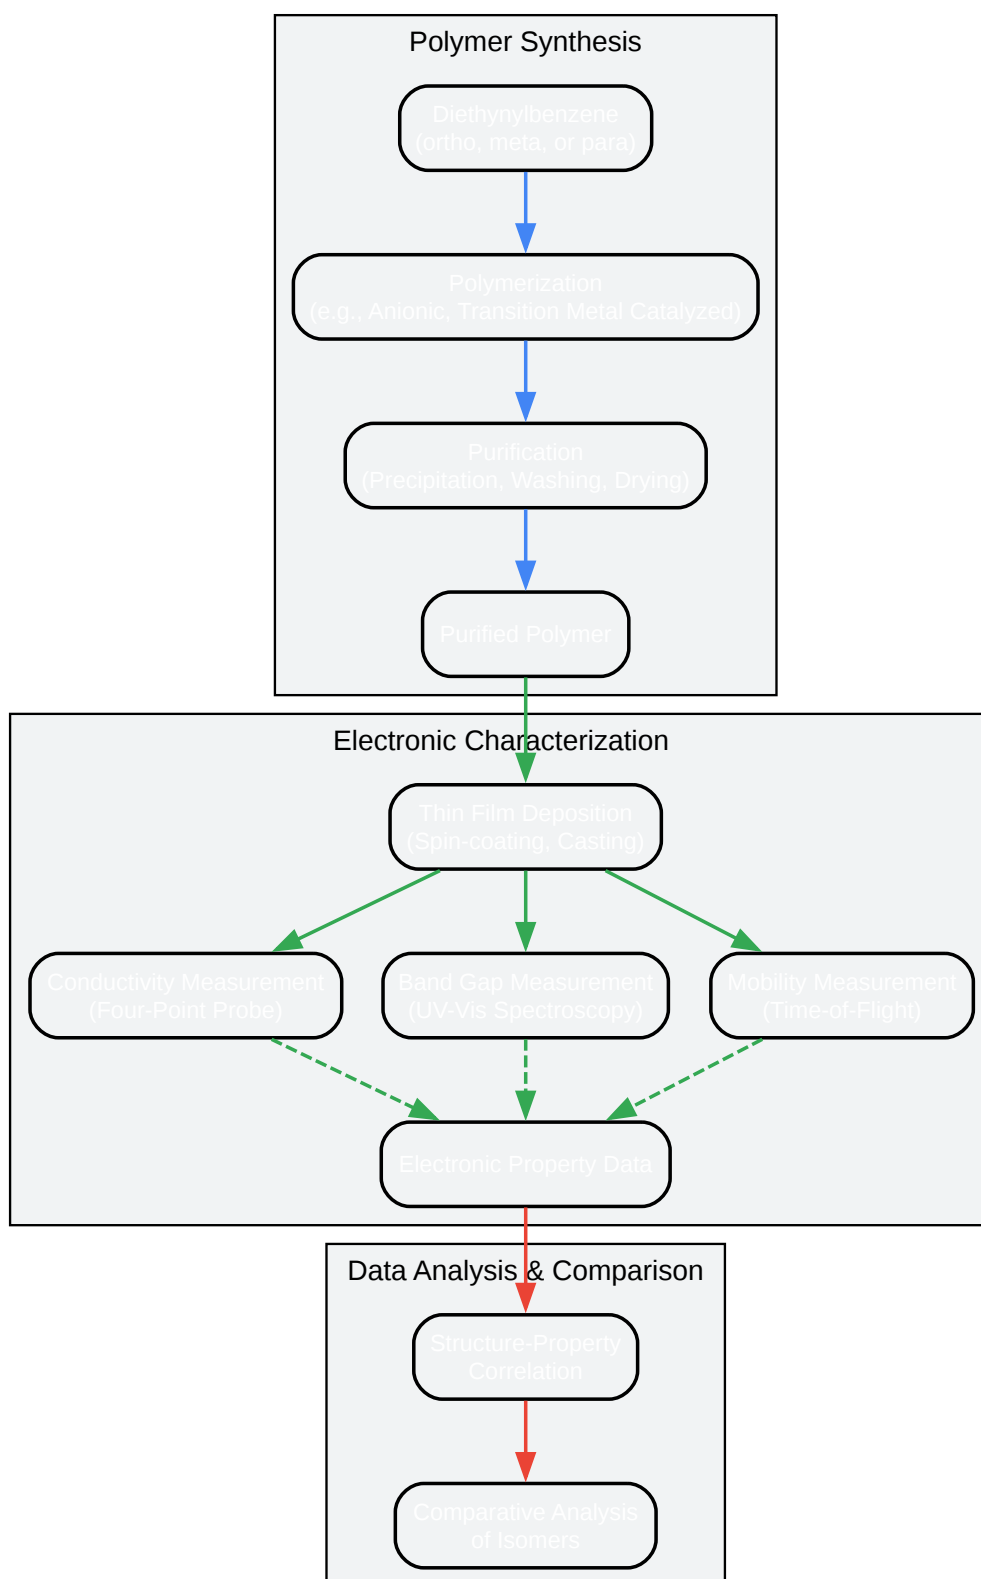 Polymer Synthesis
Diethynylbenzene
(ortho, meta, or para)
Polymerization
(e.g., Anionic, Transition Metal Catalyzed)
Purification
(Precipitation, Washing, Drying)
Purified Polymer
Electronic Characterization
Thin Film Deposition
(Spin-coating, Casting)
Conductivity Measurement
(Four-Point Probe)
Band Gap Measurement
(UV-Vis Spectroscopy)
Mobility Measurement
(Time-of-Flight)
Electronic Property Data
Data Analysis & Comparison
Structure-Property
Correlation
Comparative Analysis
of Isomers